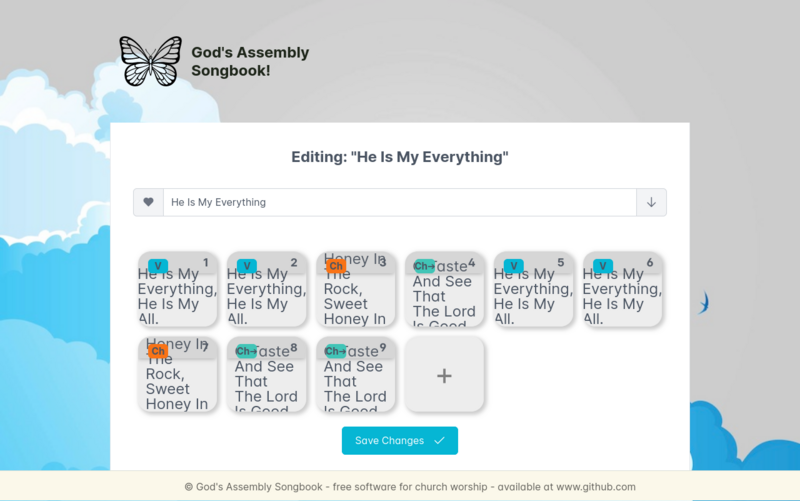 God's Assembly
Songbook!
Editing: "He Is My Everything"
He Is My Everything
V 1
He Is My
Everything,
He Is My
All.
V 2
He Is My
Everything,
He Is My
All.
Ch 3
Honey In
The
Rock,
Sweet
Honey In
Ch→ 4
Taste
And See
That
The Lord
Is Good
V 5
He Is My
Everything,
He Is My
All.
V 6
He Is My
Everything,
He Is My
All.
Ch 7
Honey In
The
Rock,
Sweet
Honey In
Ch→ 8
Taste
And See
That
The Lord
Is Good
Ch→ 9
Taste
And See
That
The Lord
Is Good
+
Save Changes
© God's Assembly Songbook - free software for church worship - available at www.github.com